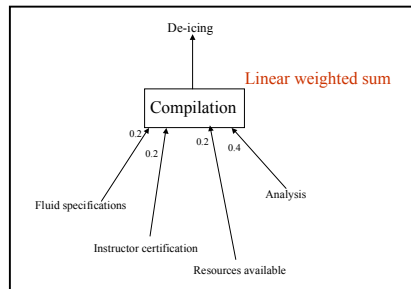 De-icing
Linear weighted sum
Compilation
0.2
0.2
0.2
0.4
Fluid specifications
Analysis
Instructor certification
Resources available